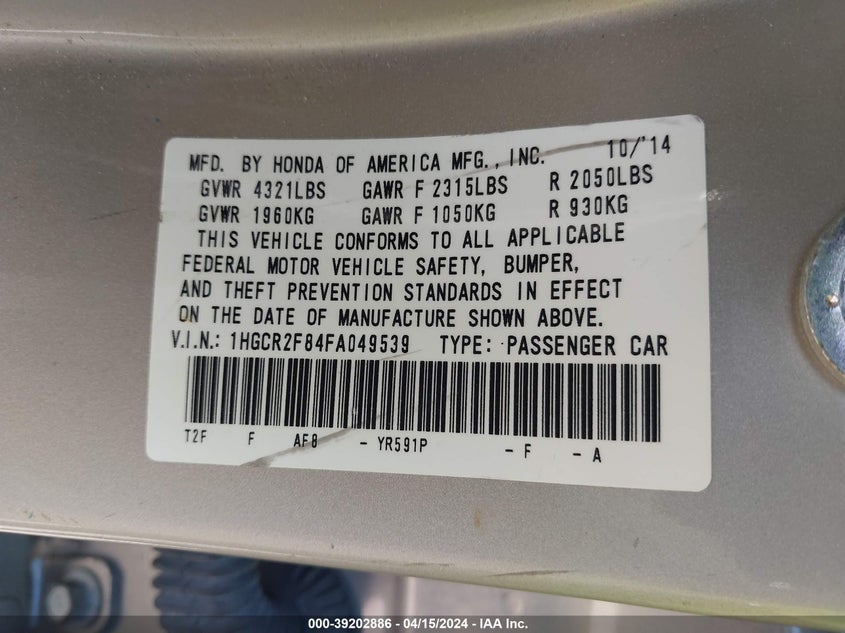 MFD. BY HONDA OF AMERICA MFG., INC. 10/'14
GVWR 4321LBS GAWR F 2315LBS R 2050LBS
GVWR 1960KG GAWR F 1050KG R 930KG
THIS VEHICLE CONFORMS TO ALL APPLICABLE
FEDERAL MOTOR VEHICLE SAFETY, BUMPER,
AND THEFT PREVENTION STANDARDS IN EFFECT
ON THE DATE OF MANUFACTURE SHOWN ABOVE.
V.I.N.: 1HGCR2F84FA049539 TYPE: PASSENGER CAR
T2F F AF8 - YR591P - F - A
000-39202886 - 04/15/2024 - IAA Inc.